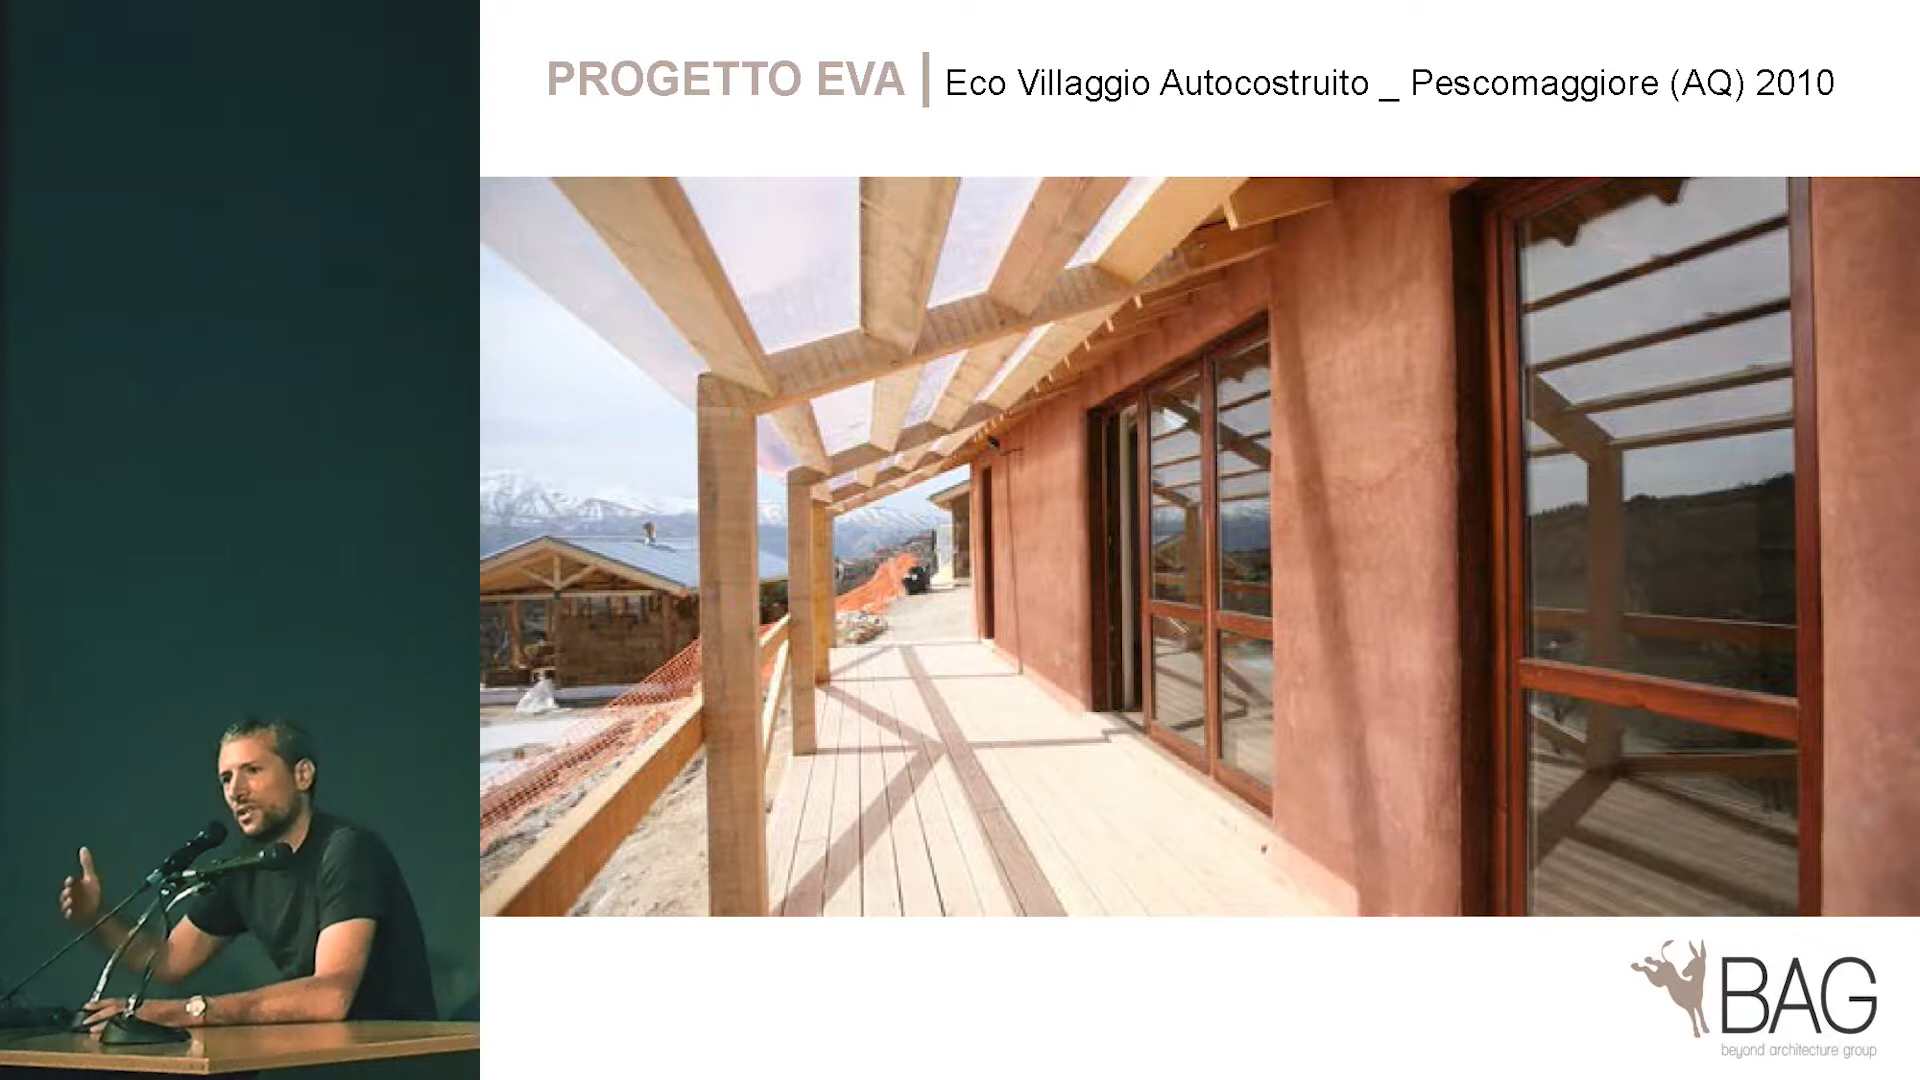 PROGETTO EVA | Eco Villaggio Autocostruito _ Pescomaggiore (AQ) 2010
BAG
beyond architecture group